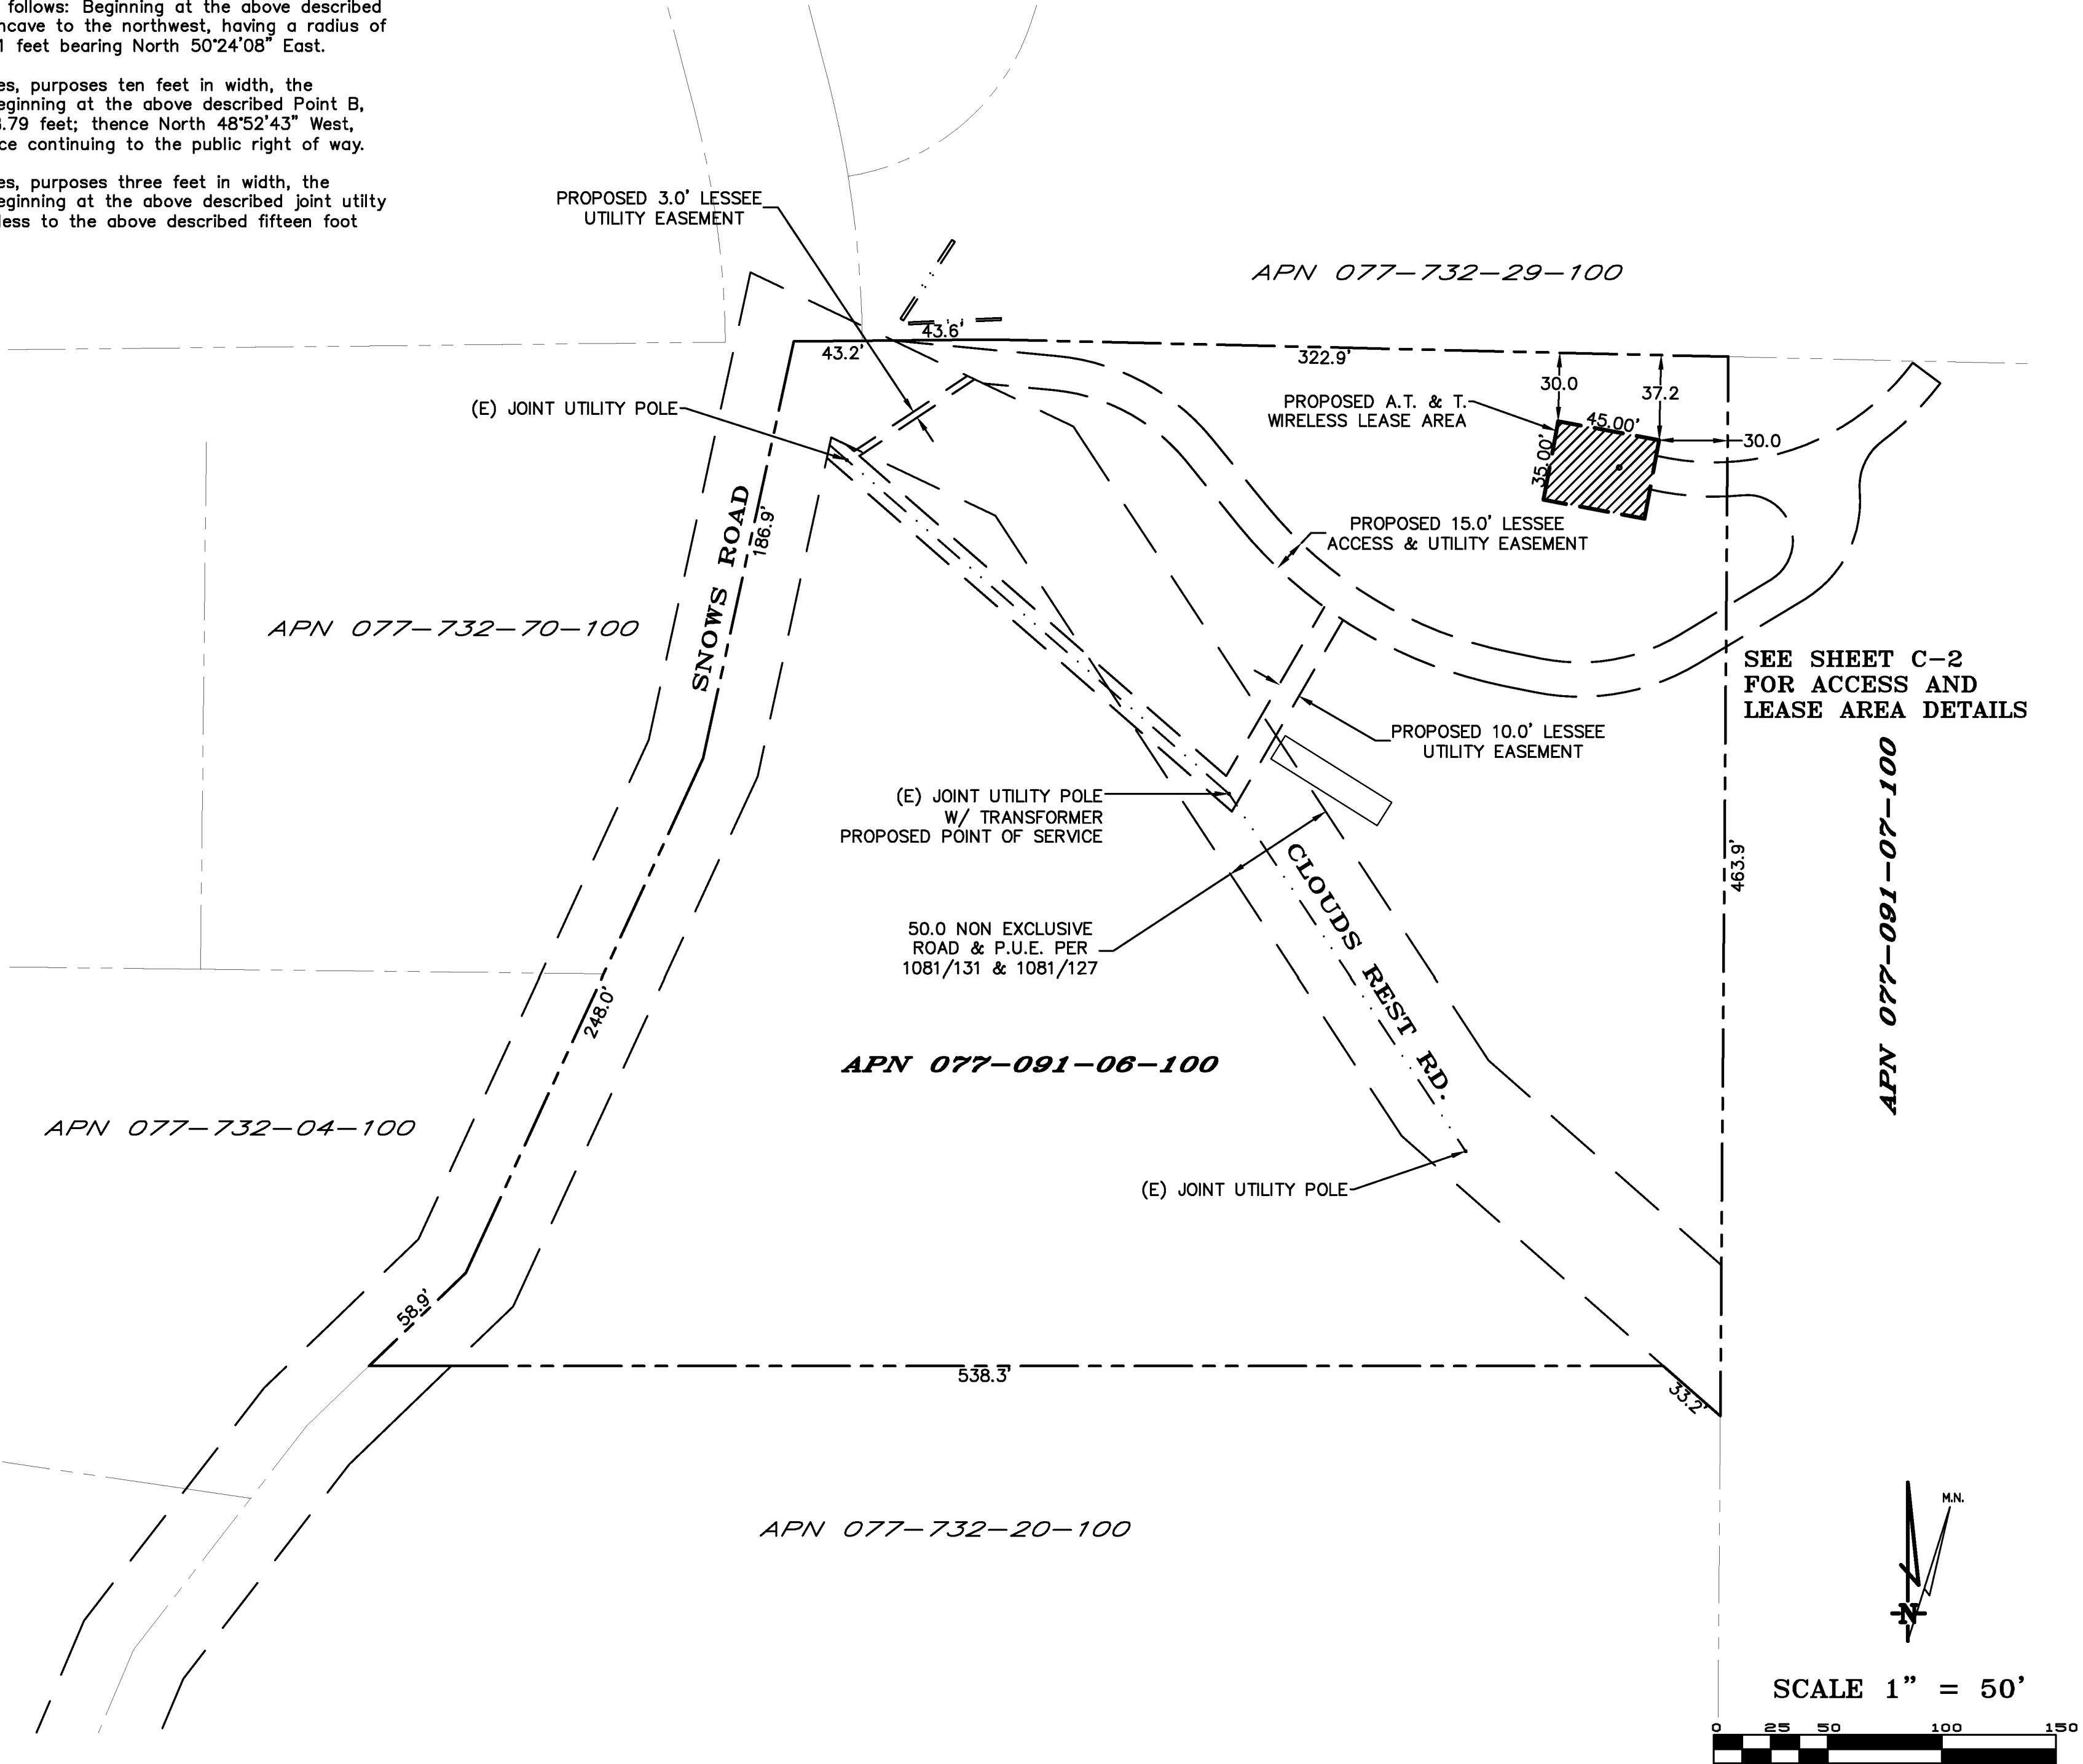 follows: Beginning at the above described
ncave to the northwest, having a radius of
1 feet bearing North 50°24'08" East.
es, purposes ten feet in width, the
eginning at the above described Point B,
3.79 feet; thence North 48°52'43" West,
ce continuing to the public right of way.
es, purposes three feet in width, the
eginning at the above described joint utilty
less to the above described fifteen foot
PROPOSED 3.0' LESSEE
UTILITY EASEMENT
APN 077-732-29-100
43.6'
43.2'
322.9'
30.0
37.2
(E) JOINT UTILITY POLE
PROPOSED A.T. & T.
WIRELESS LEASE AREA
45.00'
35.00'
30.0
SNOWS ROAD
186.9'
PROPOSED 15.0' LESSEE
ACCESS & UTILITY EASEMENT
APN 077-732-70-100
SEE SHEET C-2
FOR ACCESS AND
LEASE AREA DETAILS
PROPOSED 10.0' LESSEE
UTILITY EASEMENT
(E) JOINT UTILITY POLE
W/ TRANSFORMER
PROPOSED POINT OF SERVICE
463.9'
APN 077-091-07-100
CLOUDS REST RD.
50.0 NON EXCLUSIVE
ROAD & P.U.E. PER
1081/131 & 1081/127
248.0'
APN 077-091-06-100
APN 077-732-04-100
(E) JOINT UTILITY POLE
58.9'
538.3'
33.2'
APN 077-732-20-100
M.N.
N
SCALE 1" = 50'
0 25 50 100 150